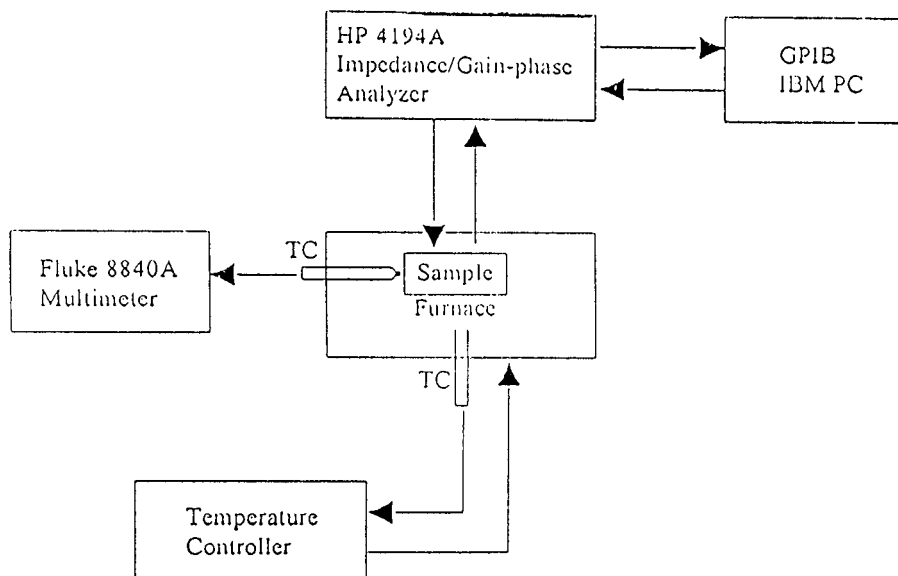 HP 4194A
Impedance/Gain-phase
Analyzer
GPIB
IBM PC
TC
Fluke 8840A
Multimeter
Sample
Furnace
TC
Temperature
Controller